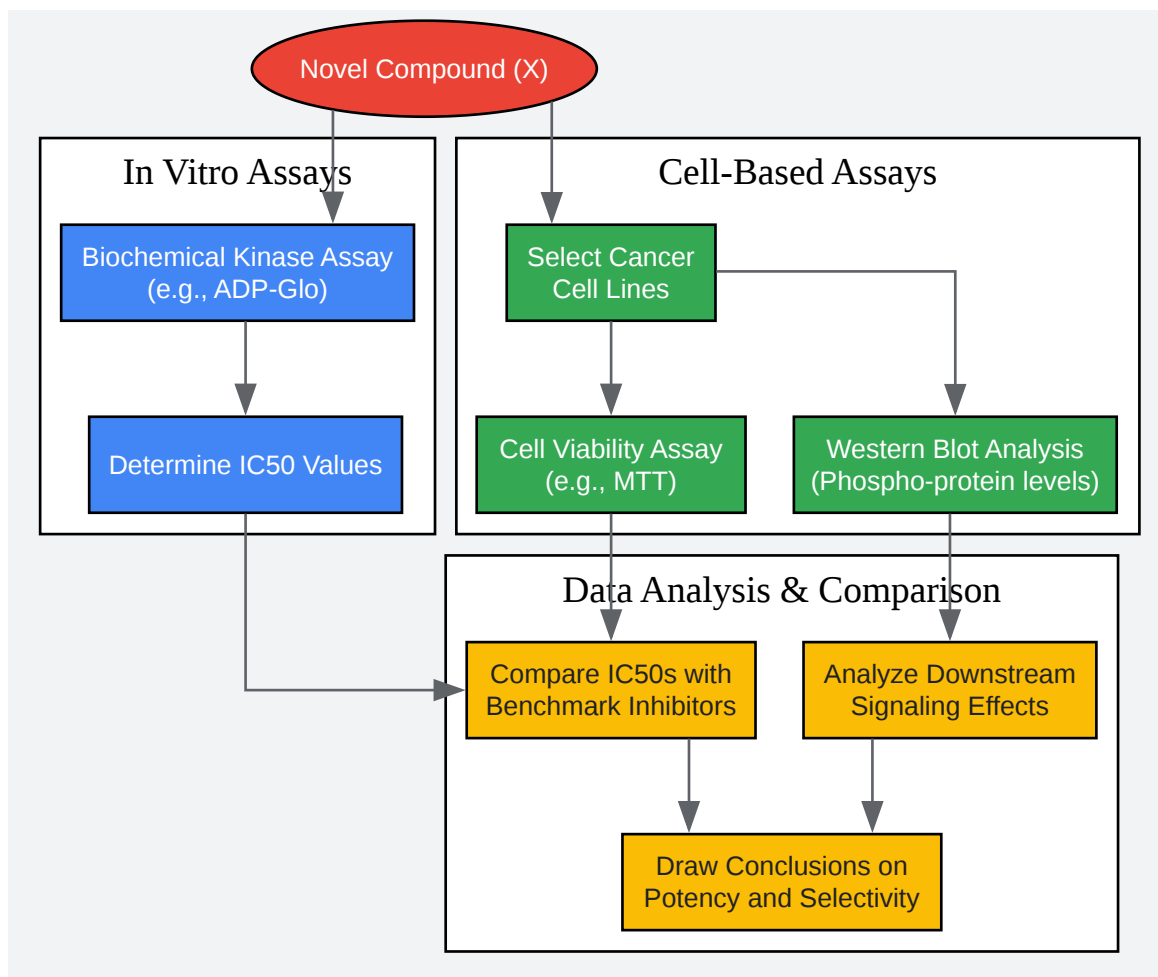 Novel Compound (X)
In Vitro Assays
Biochemical Kinase Assay
(e.g., ADP-Glo)
Determine IC50 Values
Cell-Based Assays
Select Cancer
Cell Lines
Cell Viability Assay
(e.g., MTT)
Western Blot Analysis
(Phospho-protein levels)
Data Analysis & Comparison
Compare IC50s with
Benchmark Inhibitors
Analyze Downstream
Signaling Effects
Draw Conclusions on
Potency and Selectivity